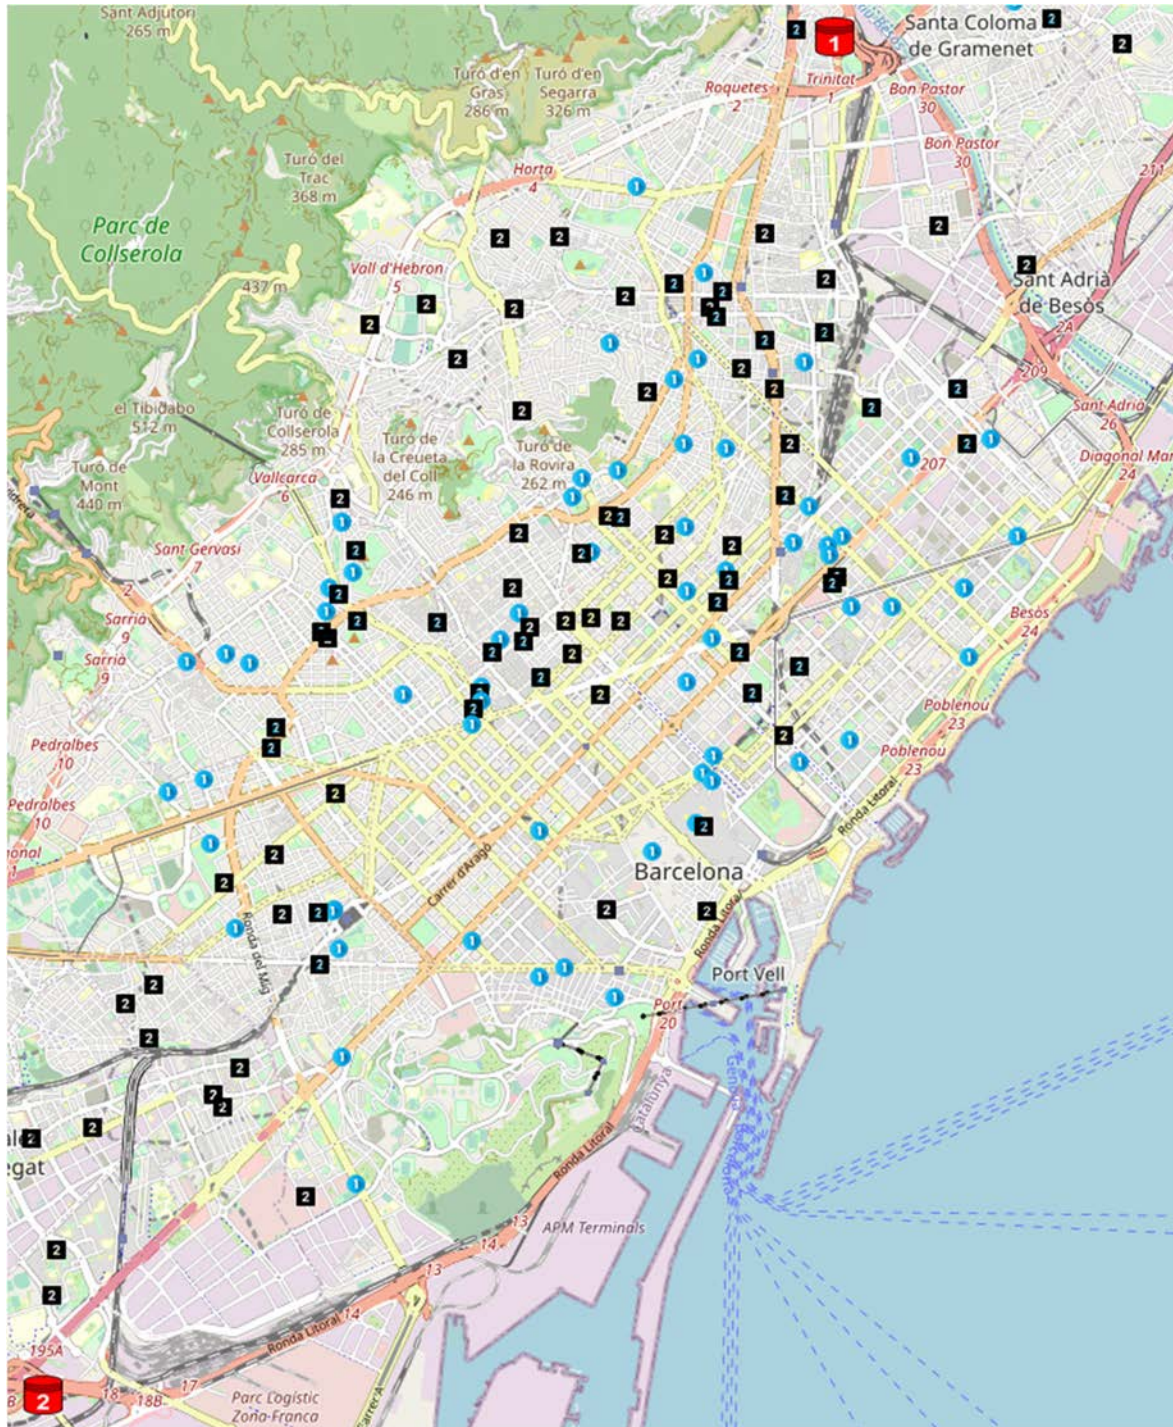 Sant Adjutori
265 m
Santa Coloma
de Gramenet
1
Turó d'en
Gras
286 m
Turó d'en
Segarra
326 m
Roquetes
2
Trinitat
1
Bon Pastor
30
Bon Pastor
30
Turó del
Trac
368 m
Horta
4
211
Parc de
Collserola
437 m
Vall d'Hebron
5
Sant Adrià
de Besòs
2A
209
el Tibidabo
512 m
Turó de
Collserola
285 m
Turó de
la Creueta
del Coll
246 m
Turó de
la Rovira
262 m
Sant Adrià
26
Diagonal Mar
24
207
Turó de
Mont
440 m
Vallcarca
6
Sant Gervasi
7
2
Sarrià
9
Sarrià
9
Besòs
24
Poblenou
23
Poblenou
23
Pedralbes
10
Pedralbes
10
Ronda Litoral
Carrer d'Aragó
Barcelona
Ronda del Mig
Ronda Litoral
Port Vell
Port
20
Catalunya
Ronda Litoral
APM Terminals
13
14
13
14
Ronda Litoral
195A
18
18B
17
2
Parc Logístic
Zona Franca